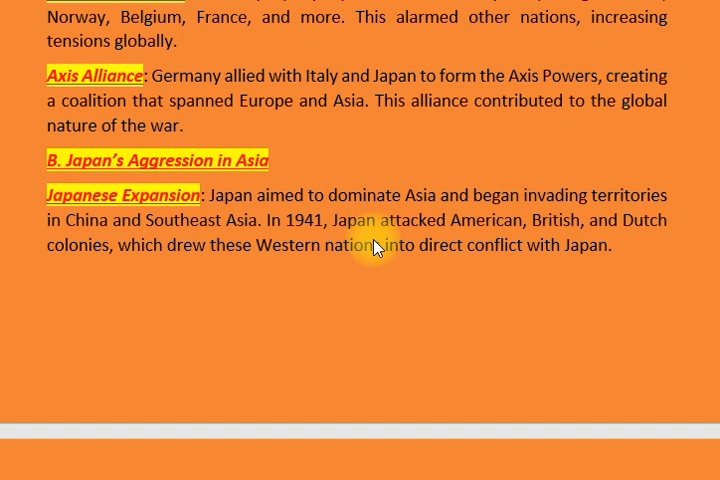 Norway, Belgium, France, and more. This alarmed other nations, increasing
tensions globally.
Axis Alliance: Germany allied with Italy and Japan to form the Axis Powers, creating
a coalition that spanned Europe and Asia. This alliance contributed to the global
nature of the war.
B. Japan’s Aggression in Asia
Japanese Expansion: Japan aimed to dominate Asia and began invading territories
in China and Southeast Asia. In 1941, Japan attacked American, British, and Dutch
colonies, which drew these Western nations into direct conflict with Japan.